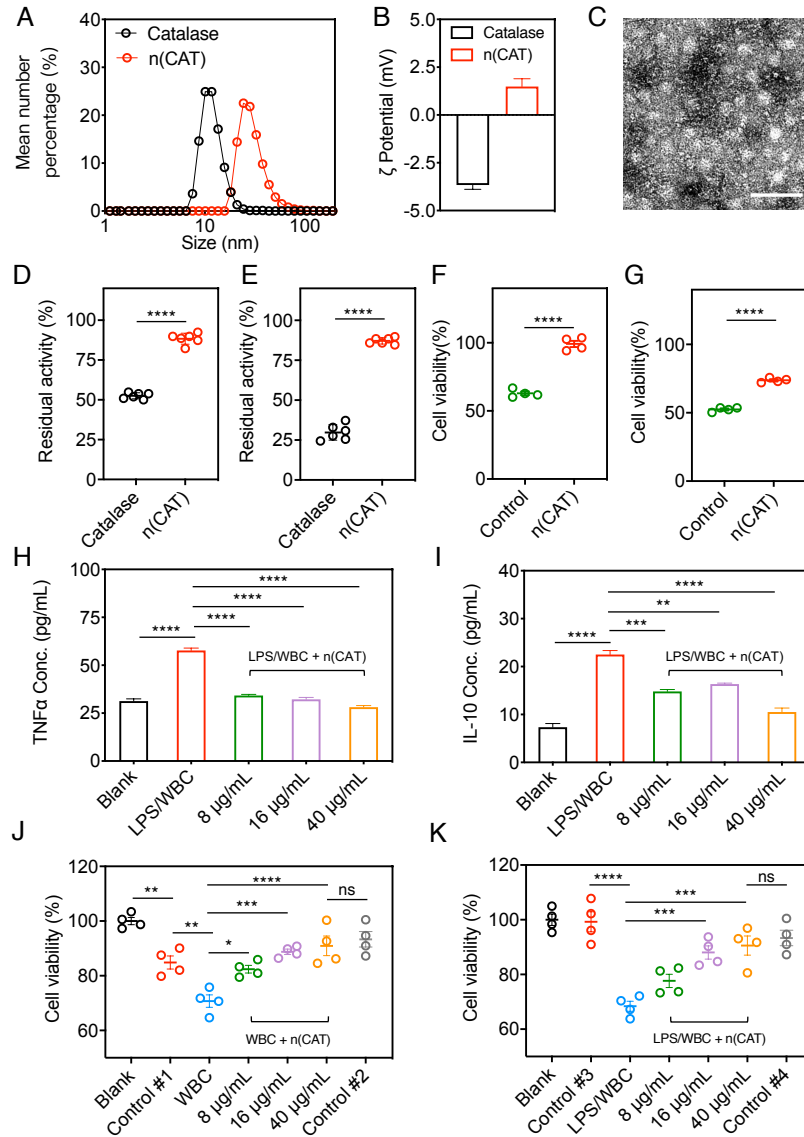 A
Catalase
n(CAT)
Mean number
percentage (%)
40
30
20
10
0
1
10
100
Size (nm)
B
Catalase
n(CAT)
ζ Potential (mV)
5.0
2.5
0.0
-2.5
-5.0
C
D
Residual activity (%)
100
75
50
25
0
****
Catalase
n(CAT)
E
Residual activity (%)
100
75
50
25
0
****
Catalase
n(CAT)
F
Cell viability(%)
100
50
0
****
Control
n(CAT)
G
Cell viability(%)
100
50
0
****
Control
n(CAT)
H
TNFα Conc. (pg/mL)
100
75
50
25
0
****
****
****
****
LPS/WBC + n(CAT)
Blank
LPS/WBC
8 µg/mL
16 µg/mL
40 µg/mL
I
IL-10 Conc. (pg/mL)
40
30
20
10
0
****
**
***
****
LPS/WBC + n(CAT)
Blank
LPS/WBC
8 µg/mL
16 µg/mL
40 µg/mL
J
Cell viability (%)
120
100
80
60
**
**
*
***
****
ns
WBC + n(CAT)
Blank
Control #1
WBC
8 µg/mL
16 µg/mL
40 µg/mL
Control #2
K
Cell viability (%)
120
100
80
60
****
***
***
ns
LPS/WBC + n(CAT)
Blank
Control #3
LPS/WBC
8 µg/mL
16 µg/mL
40 µg/mL
Control #4